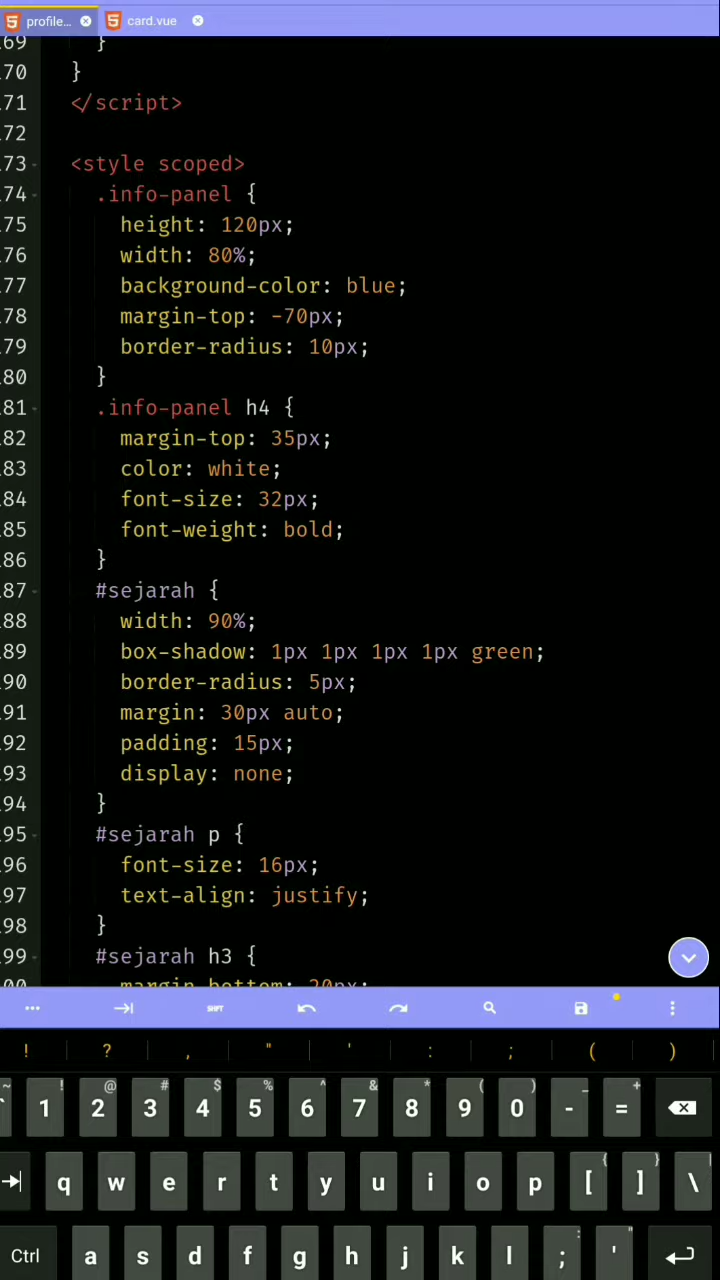 profile... card.vue
69 }
70 }
71 </script>
72
73 <style scoped>
74 .info-panel {
75 height: 120px;
76 width: 80%;
77 background-color: blue;
78 margin-top: -70px;
79 border-radius: 10px;
80 }
81 .info-panel h4 {
82 margin-top: 35px;
83 color: white;
84 font-size: 32px;
85 font-weight: bold;
86 }
87 #sejarah {
88 width: 90%;
89 box-shadow: 1px 1px 1px 1px green;
90 border-radius: 5px;
91 margin: 30px auto;
92 padding: 15px;
93 display: none;
94 }
95 #sejarah p {
96 font-size: 16px;
97 text-align: justify;
98 }
99 #sejarah h3 {
00 margin-bottom: 20px;
SHFT
! ? , " ' : ; ( )
~ ! @ # $ % ^ & * ( ) _ +
` 1 2 3 4 5 6 7 8 9 0 - =
{ } |
q w e r t y u i o p [ ] \
: "
Ctrl a s d f g h j k l ; '